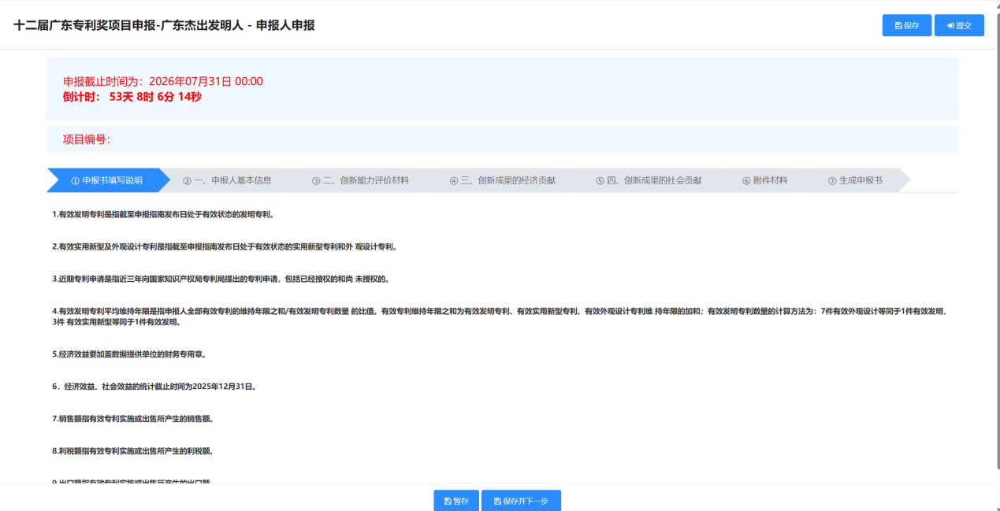 十二届广东专利奖项目申报-广东杰出发明人 - 申报人申报
保存
提交
申报截止时间为：2026年07月31日 00:00
倒计时： 53天 8时 6分 14秒
项目编号：
① 申报书填写说明
② 一、申报人基本信息
③ 二、创新能力评价材料
④ 三、创新成果的经济贡献
⑤ 四、创新成果的社会贡献
⑥ 附件材料
⑦ 生成申报书
1.有效发明专利是指截至申报指南发布日处于有效状态的发明专利。
2.有效实用新型及外观设计专利是指截至申报指南发布日处于有效状态的实用新型专利和外 观设计专利。
3.近期专利申请是指近三年向国家知识产权局专利局提出的专利申请，包括已经授权的和尚 未授权的。
4.有效发明专利平均维持年限是指申报人全部有效专利的维持年限之和/有效发明专利数量 的比值。有效专利维持年限之和为有效发明专利、有效实用新型专利、有效外观设计专利维 持年限的加和；有效发明专利数量的计算方法为：7件有效外观设计等同于1件有效发明，
3件 有效实用新型等同于1件有效发明。
5.经济效益要加盖数据提供单位的财务专用章。
6．经济效益、社会效益的统计截止时间为2025年12月31日。
7.销售额指有效专利实施或出售所产生的销售额。
8.利税额指有效专利实施或出售所产生的利税额。
9.出口额指有效专利实施或出售所产生的出口额
暂存
保存并下一步